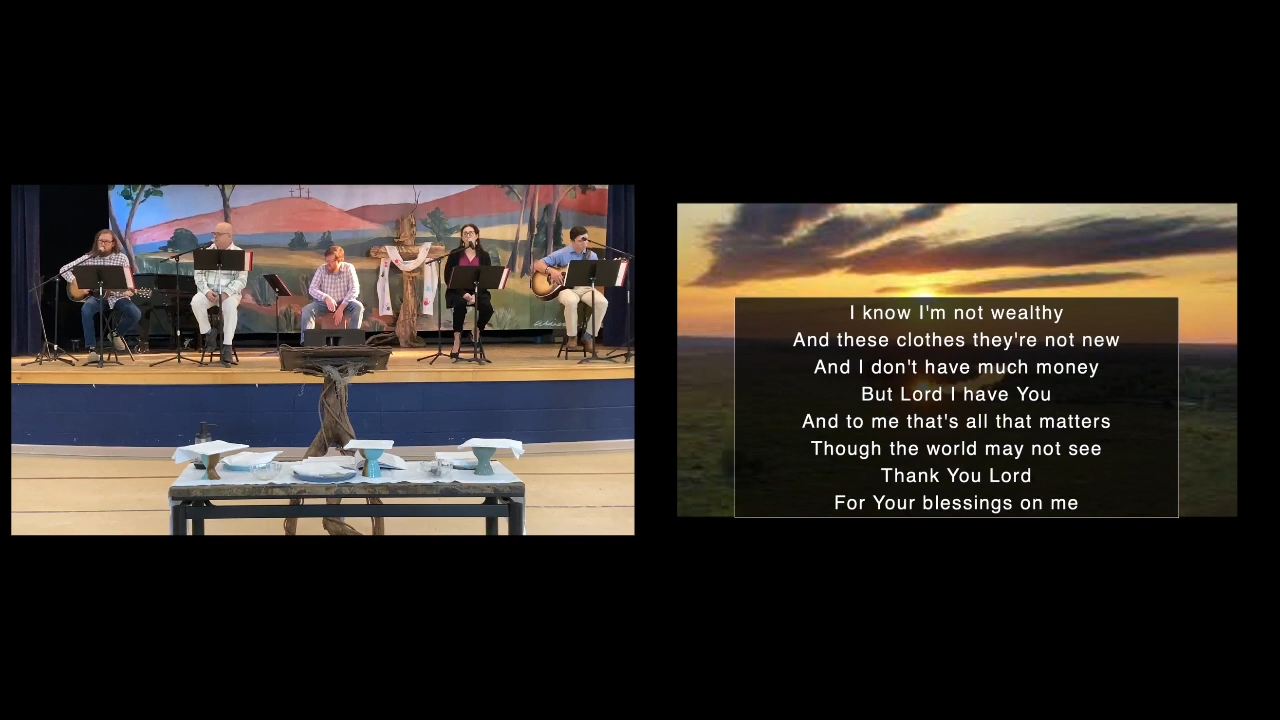 I know I'm not wealthy
And these clothes they're not new
And I don't have much money
But Lord I have You
And to me that's all that matters
Though the world may not see
Thank You Lord
For Your blessings on me